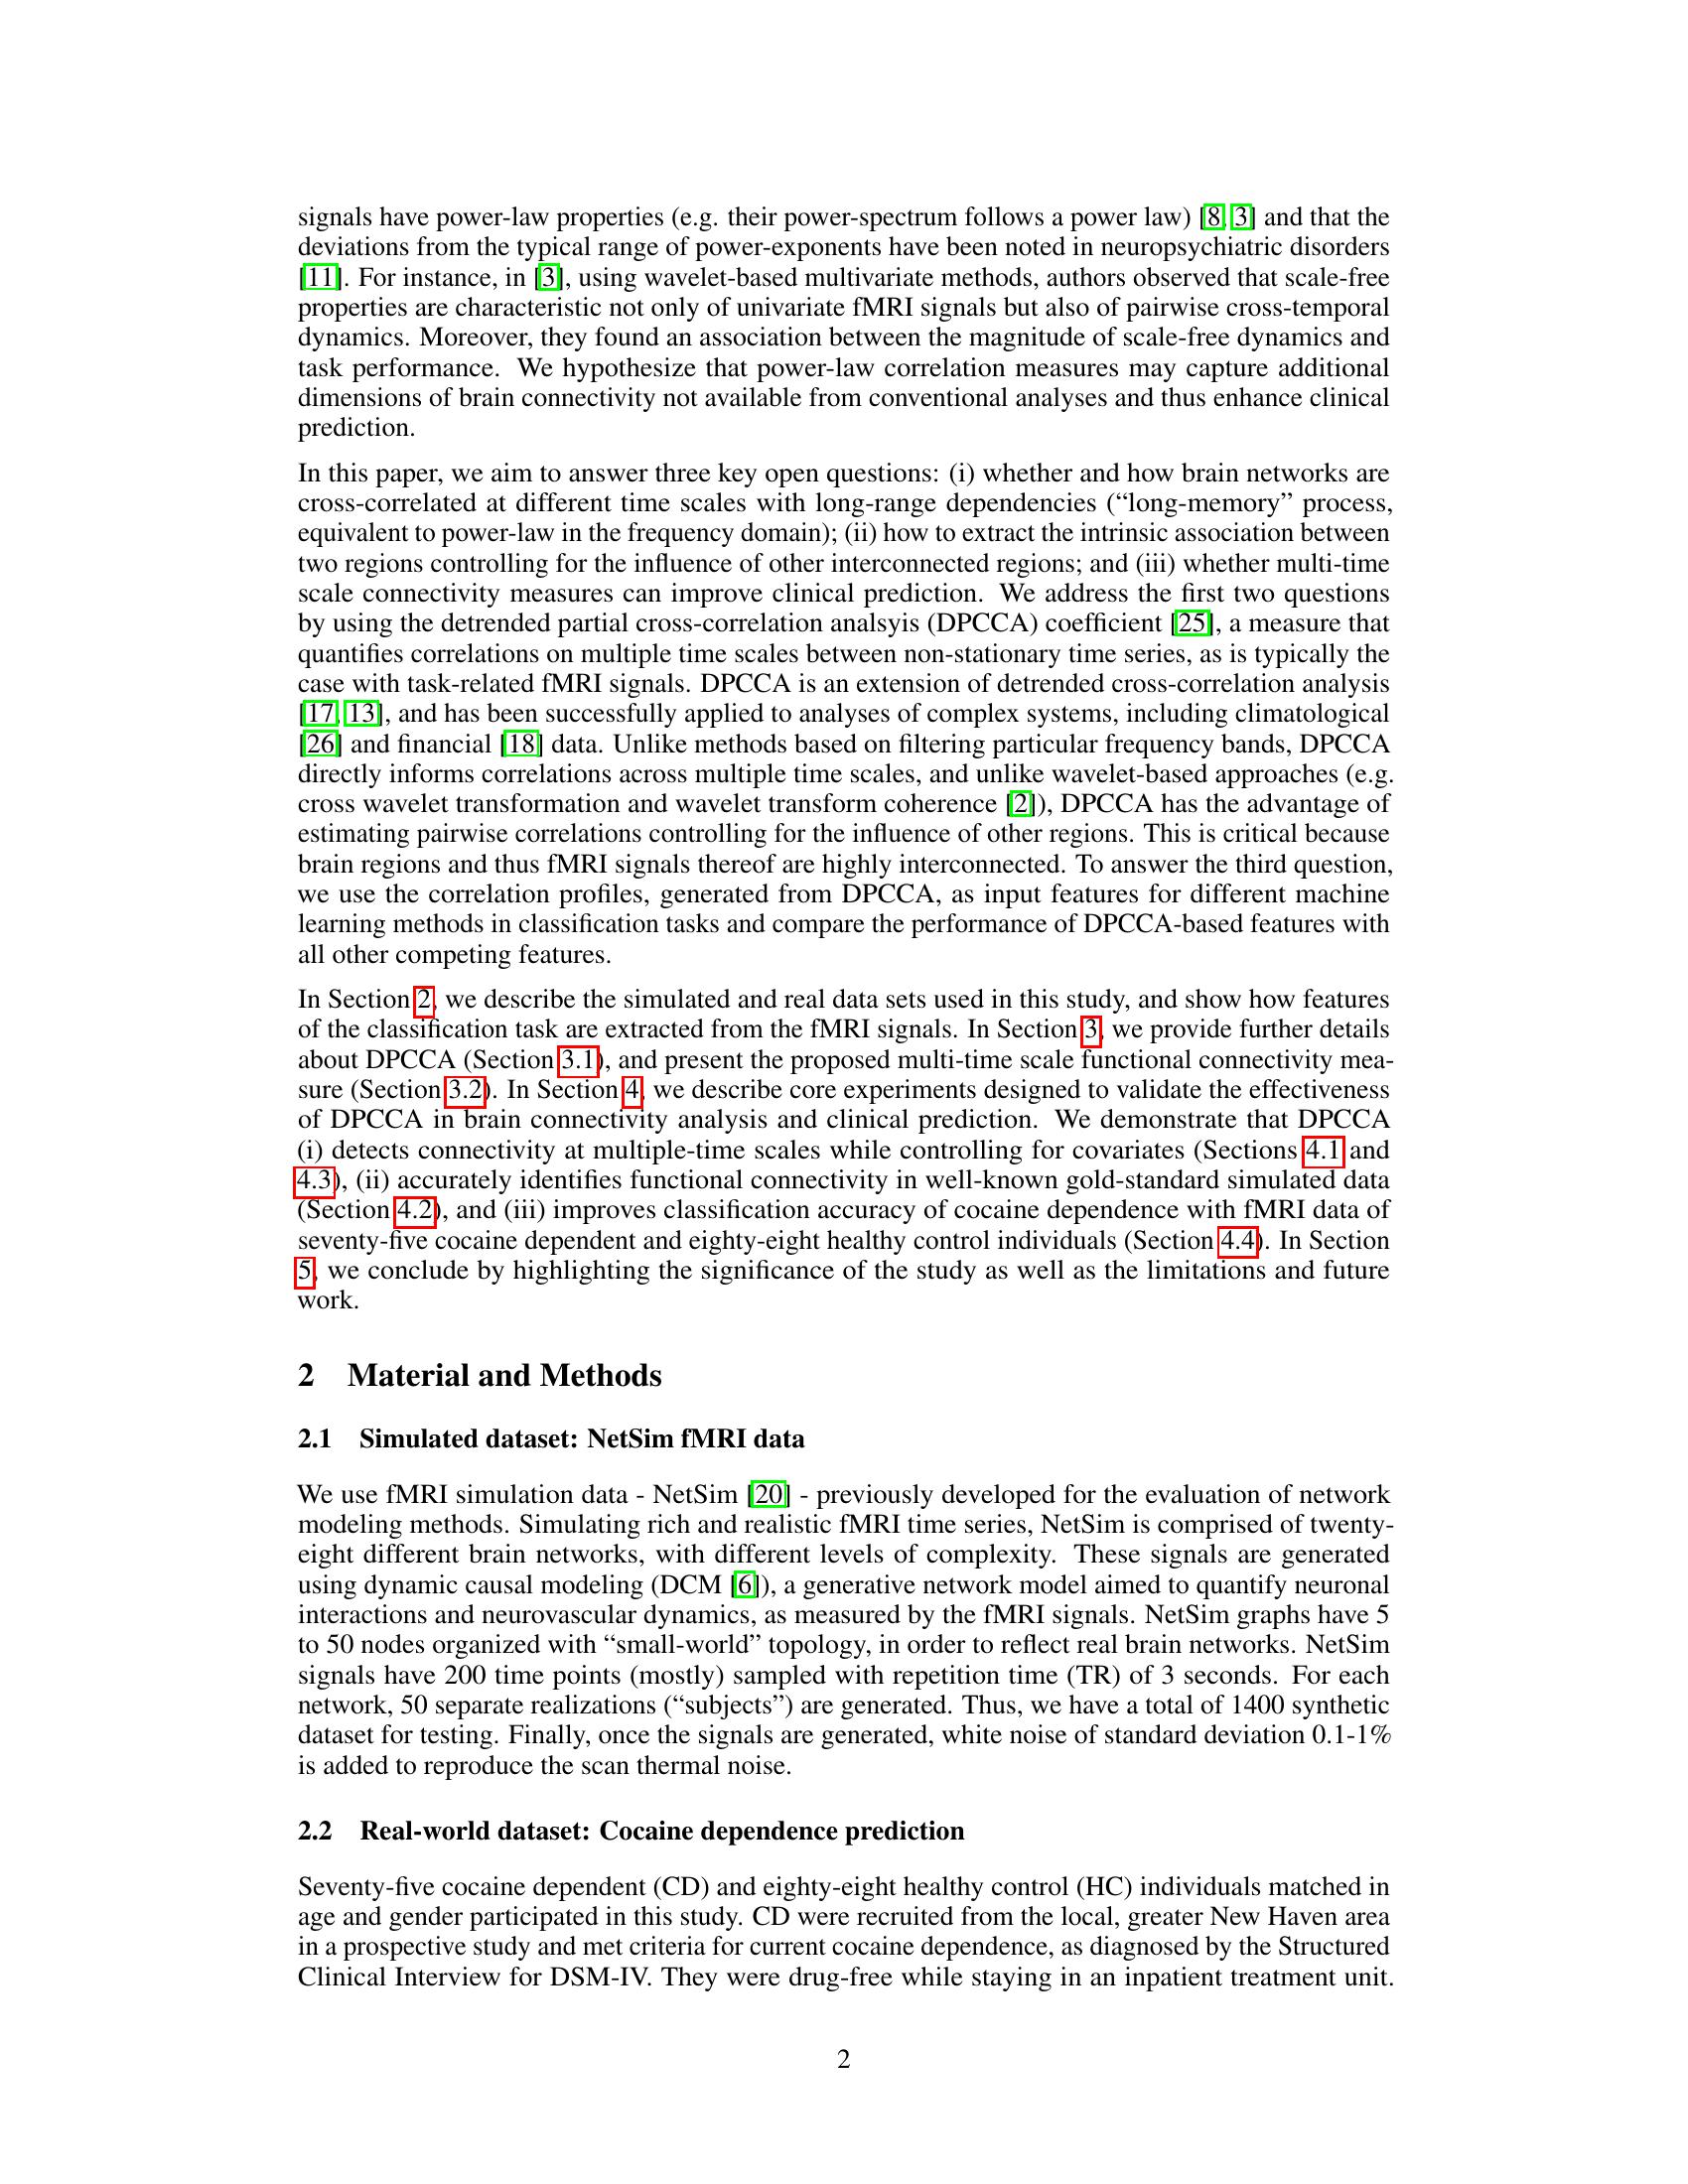 signals have power-law properties (e.g. their power-spectrum follows a power law) [8, 3] and that the
deviations from the typical range of power-exponents have been noted in neuropsychiatric disorders
[11]. For instance, in [3], using wavelet-based multivariate methods, authors observed that scale-free
properties are characteristic not only of univariate fMRI signals but also of pairwise cross-temporal
dynamics. Moreover, they found an association between the magnitude of scale-free dynamics and
task performance. We hypothesize that power-law correlation measures may capture additional
dimensions of brain connectivity not available from conventional analyses and thus enhance clinical
prediction.
In this paper, we aim to answer three key open questions: (i) whether and how brain networks are
cross-correlated at different time scales with long-range dependencies (“long-memory” process,
equivalent to power-law in the frequency domain); (ii) how to extract the intrinsic association between
two regions controlling for the influence of other interconnected regions; and (iii) whether multi-time
scale connectivity measures can improve clinical prediction. We address the first two questions
by using the detrended partial cross-correlation analsyis (DPCCA) coefficient [25], a measure that
quantifies correlations on multiple time scales between non-stationary time series, as is typically the
case with task-related fMRI signals. DPCCA is an extension of detrended cross-correlation analysis
[17, 13], and has been successfully applied to analyses of complex systems, including climatological
[26] and financial [18] data. Unlike methods based on filtering particular frequency bands, DPCCA
directly informs correlations across multiple time scales, and unlike wavelet-based approaches (e.g.
cross wavelet transformation and wavelet transform coherence [2]), DPCCA has the advantage of
estimating pairwise correlations controlling for the influence of other regions. This is critical because
brain regions and thus fMRI signals thereof are highly interconnected. To answer the third question,
we use the correlation profiles, generated from DPCCA, as input features for different machine
learning methods in classification tasks and compare the performance of DPCCA-based features with
all other competing features.
In Section 2, we describe the simulated and real data sets used in this study, and show how features
of the classification task are extracted from the fMRI signals. In Section 3, we provide further details
about DPCCA (Section 3.1), and present the proposed multi-time scale functional connectivity mea-
sure (Section 3.2). In Section 4, we describe core experiments designed to validate the effectiveness
of DPCCA in brain connectivity analysis and clinical prediction. We demonstrate that DPCCA
(i) detects connectivity at multiple-time scales while controlling for covariates (Sections 4.1 and
4.3), (ii) accurately identifies functional connectivity in well-known gold-standard simulated data
(Section 4.2), and (iii) improves classification accuracy of cocaine dependence with fMRI data of
seventy-five cocaine dependent and eighty-eight healthy control individuals (Section 4.4). In Section
5, we conclude by highlighting the significance of the study as well as the limitations and future
work.
2 Material and Methods
2.1 Simulated dataset: NetSim fMRI data
We use fMRI simulation data - NetSim [20] - previously developed for the evaluation of network
modeling methods. Simulating rich and realistic fMRI time series, NetSim is comprised of twenty-
eight different brain networks, with different levels of complexity. These signals are generated
using dynamic causal modeling (DCM [6]), a generative network model aimed to quantify neuronal
interactions and neurovascular dynamics, as measured by the fMRI signals. NetSim graphs have 5
to 50 nodes organized with “small-world” topology, in order to reflect real brain networks. NetSim
signals have 200 time points (mostly) sampled with repetition time (TR) of 3 seconds. For each
network, 50 separate realizations (“subjects”) are generated. Thus, we have a total of 1400 synthetic
dataset for testing. Finally, once the signals are generated, white noise of standard deviation 0.1-1%
is added to reproduce the scan thermal noise.
2.2 Real-world dataset: Cocaine dependence prediction
Seventy-five cocaine dependent (CD) and eighty-eight healthy control (HC) individuals matched in
age and gender participated in this study. CD were recruited from the local, greater New Haven area
in a prospective study and met criteria for current cocaine dependence, as diagnosed by the Structured
Clinical Interview for DSM-IV. They were drug-free while staying in an inpatient treatment unit.
2